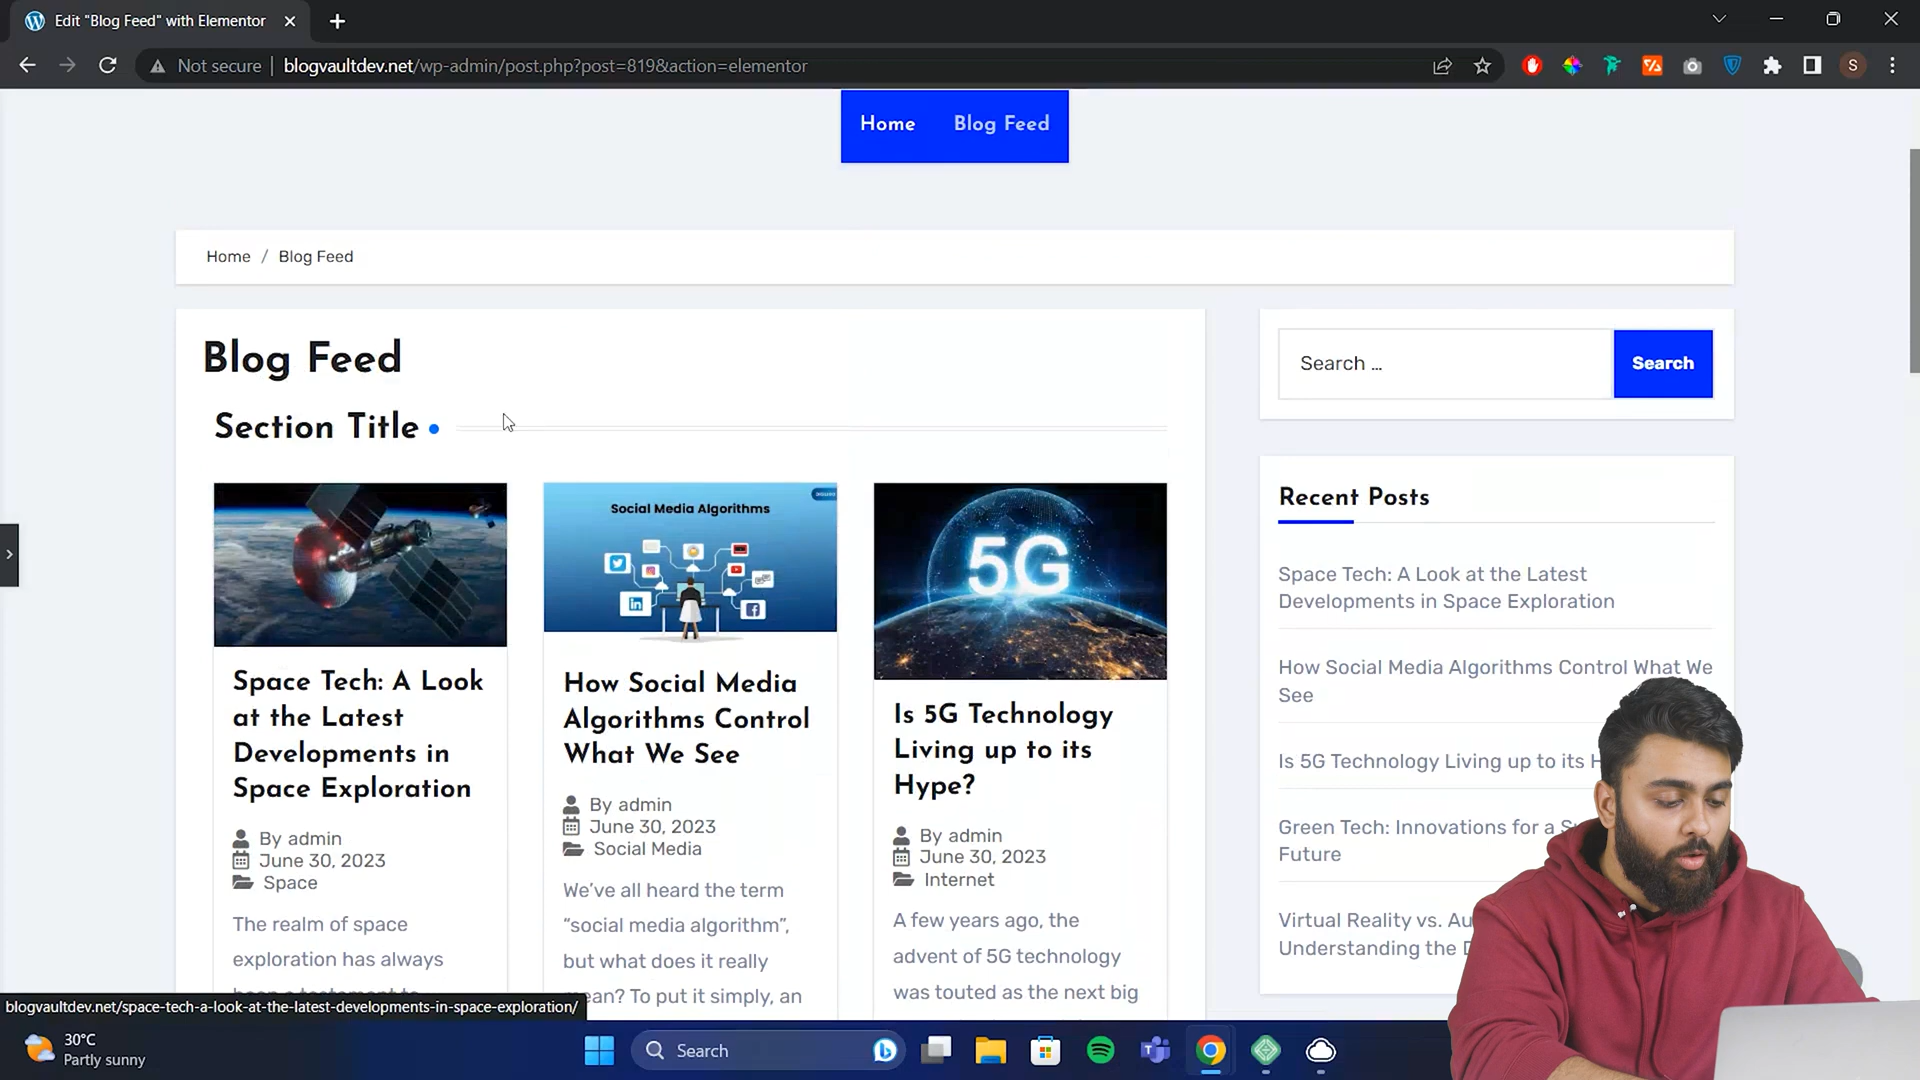 Edit "Blog Feed" with Elementor
Not secure
blogvaultdev.net/wp-admin/post.php?post=819&action=elementor
S
Home
Blog Feed
Home / Blog Feed
Blog Feed
Search …
Search
Section Title
Recent Posts
Social Media Algorithms
5G
Space Tech: A Look at the Latest
Developments in Space Exploration
How Social Media Algorithms Control What We
See
Is 5G Technology Living up to its H
Green Tech: Innovations for a S
Future
Virtual Reality vs. Au
Understanding the D
Space Tech: A Look
at the Latest
Developments in
Space Exploration
By admin
June 30, 2023
Space
The realm of space
exploration has always
How Social Media
Algorithms Control
What We See
By admin
June 30, 2023
Social Media
We’ve all heard the term
“social media algorithm”,
but what does it really
mean? To put it simply, an
Is 5G Technology
Living up to its
Hype?
By admin
June 30, 2023
Internet
A few years ago, the
advent of 5G technology
was touted as the next big
blogvaultdev.net/space-tech-a-look-at-the-latest-developments-in-space-exploration/
30°C
Partly sunny
Search